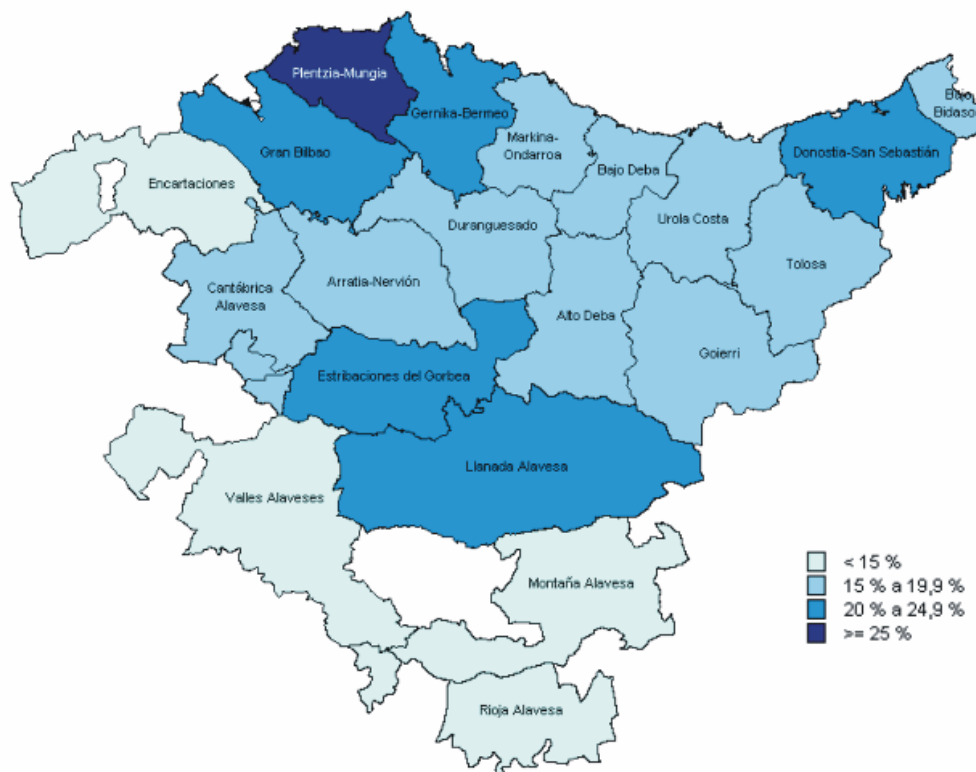 Plentzia-Mungia
Gernika-Bermeo
Bajo
Bidaso
Gran Bilbao
Markina-
Ondarroa
Donostia-San Sebastián
Encartaciones
Bajo Deba
Duranguesado
Urola Costa
Tolosa
Cantábrica
Alavesa
Arratia-Nervión
Alto Deba
Goierri
Estribaciones del Gorbea
Llanada Alavesa
Valles Alaveses
Montaña Alavesa
Rioja Alavesa
< 15 %
15 % a 19,9 %
20 % a 24,9 %
>= 25 %